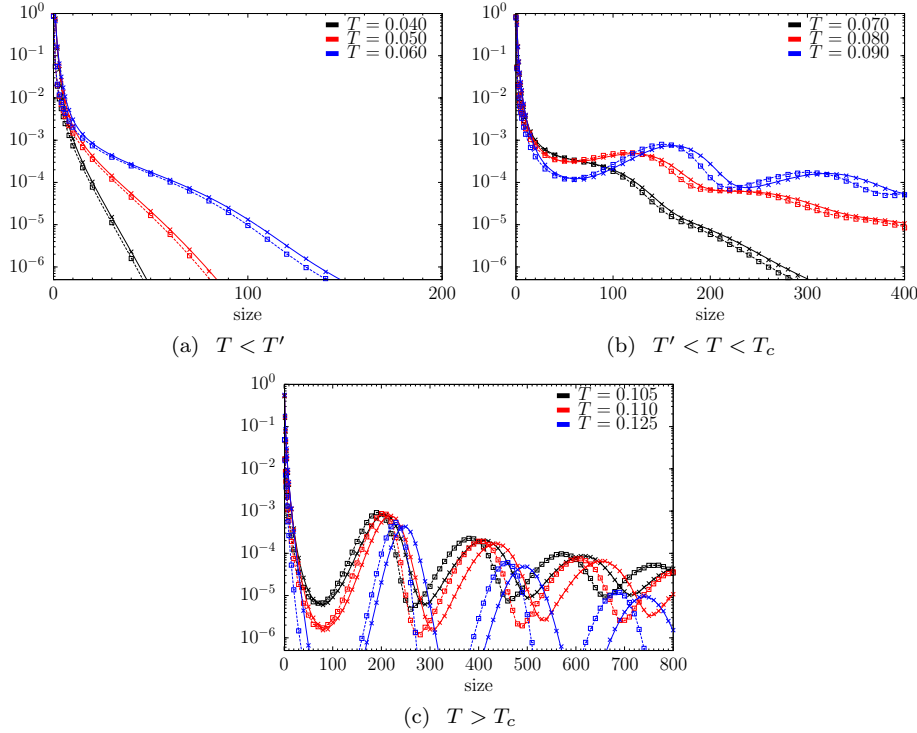 10^0
10^{-1}
10^{-2}
10^{-3}
10^{-4}
10^{-5}
10^{-6}
0 100 200
size
T = 0.040
T = 0.050
T = 0.060
(a) T < T′
10^0
10^{-1}
10^{-2}
10^{-3}
10^{-4}
10^{-5}
10^{-6}
0 100 200 300 400
size
T = 0.070
T = 0.080
T = 0.090
(b) T′ < T < T_c
10^0
10^{-1}
10^{-2}
10^{-3}
10^{-4}
10^{-5}
10^{-6}
0 100 200 300 400 500 600 700 800
size
T = 0.105
T = 0.110
T = 0.125
(c) T > T_c